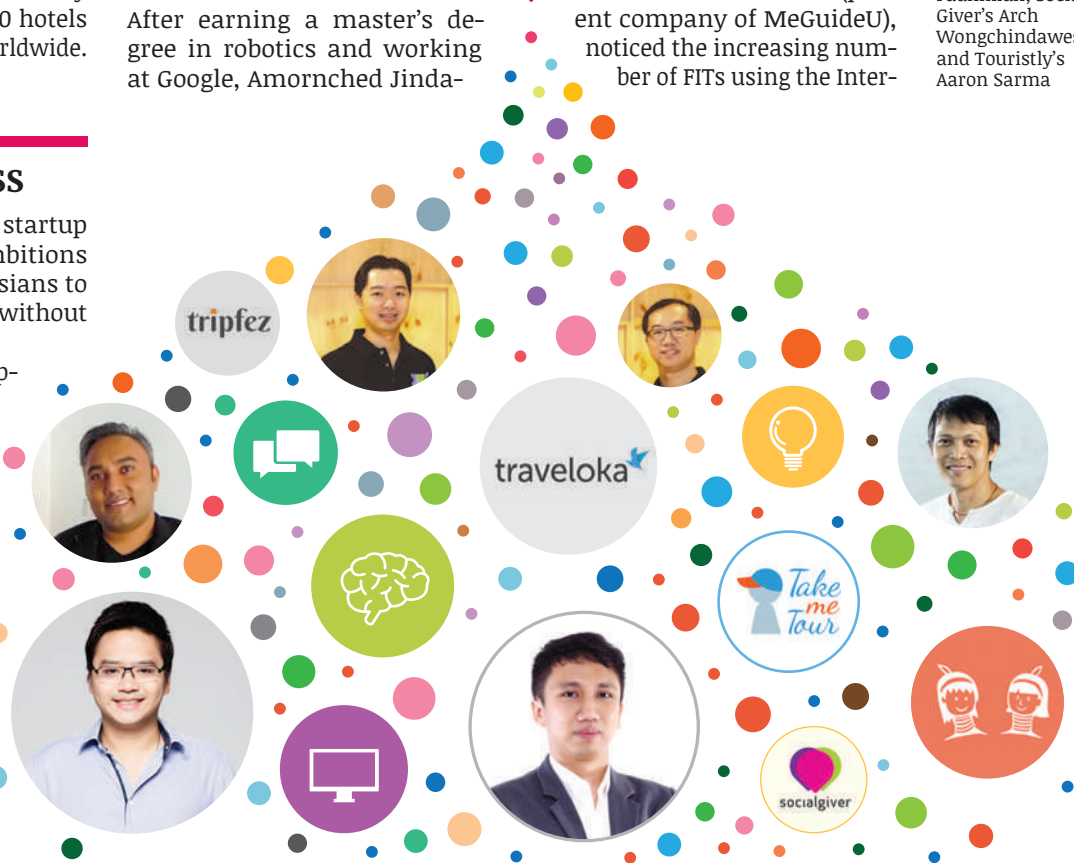 0 hotels
rldwide.
ss
startup
nbitions
sians to
without
p-
After earning a master's de-
gree in robotics and working
at Google, Amornched Jinda-
ent company of MeGuideU),
noticed the increasing num-
ber of FITs using the Inter-
Giver's Arch
Wongchindawes
and Touristly's
Aaron Sarma
tripfez
traveloka
Take
me
Tour
socialgiver